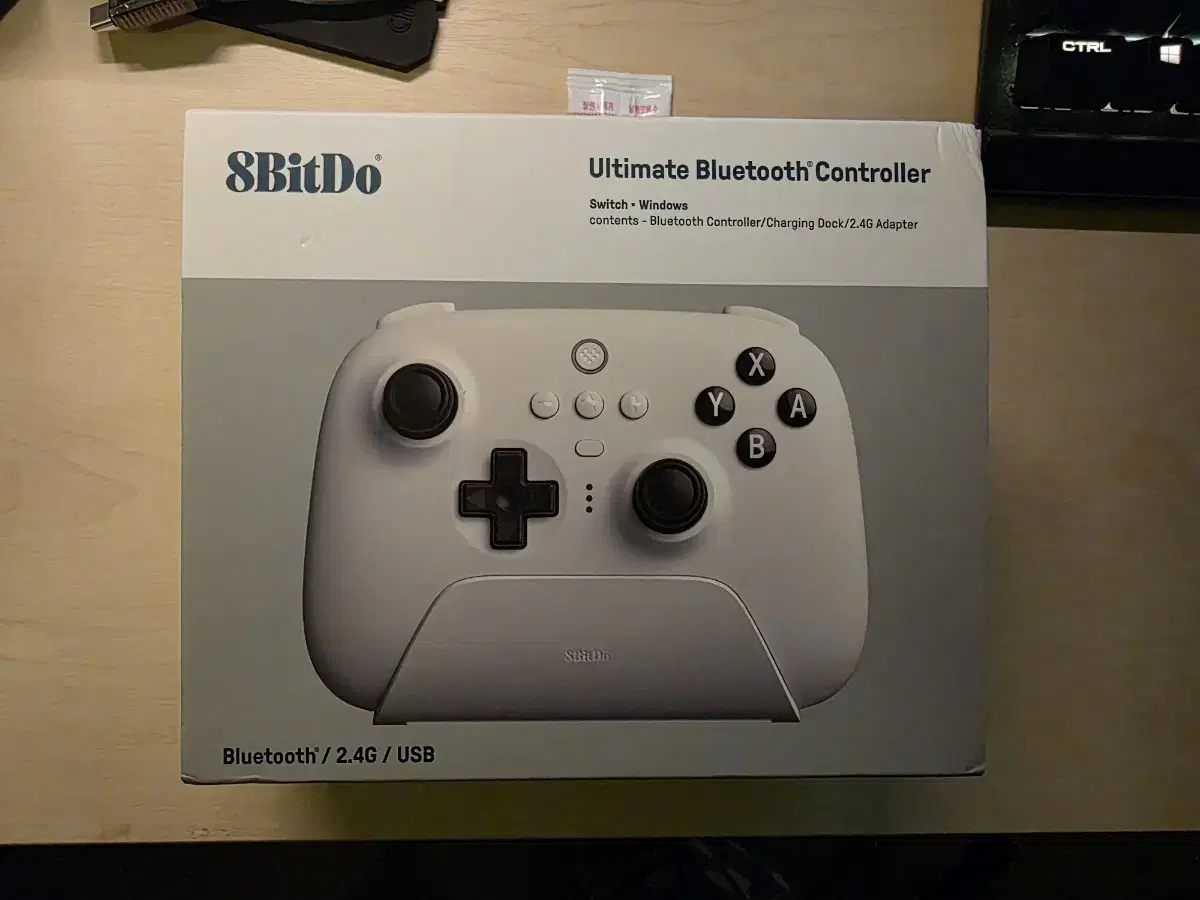 CTRL
8BitDo®
Ultimate Bluetooth® Controller
Switch • Windows
contents - Bluetooth Controller/Charging Dock/2.4G Adapter
X
Y
A
B
8BitDo
Bluetooth® / 2.4G / USB